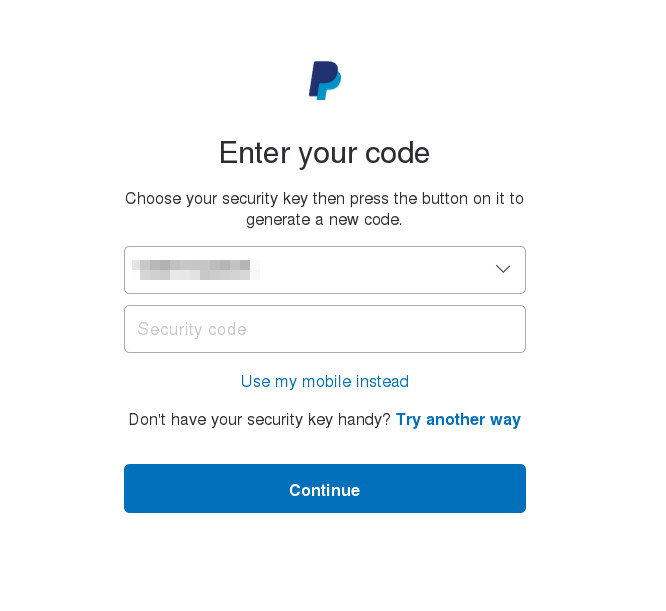 Enter your code
Choose your security key then press the button on it to
generate a new code.
Security code
Use my mobile instead
Don't have your security key handy? Try another way
Continue